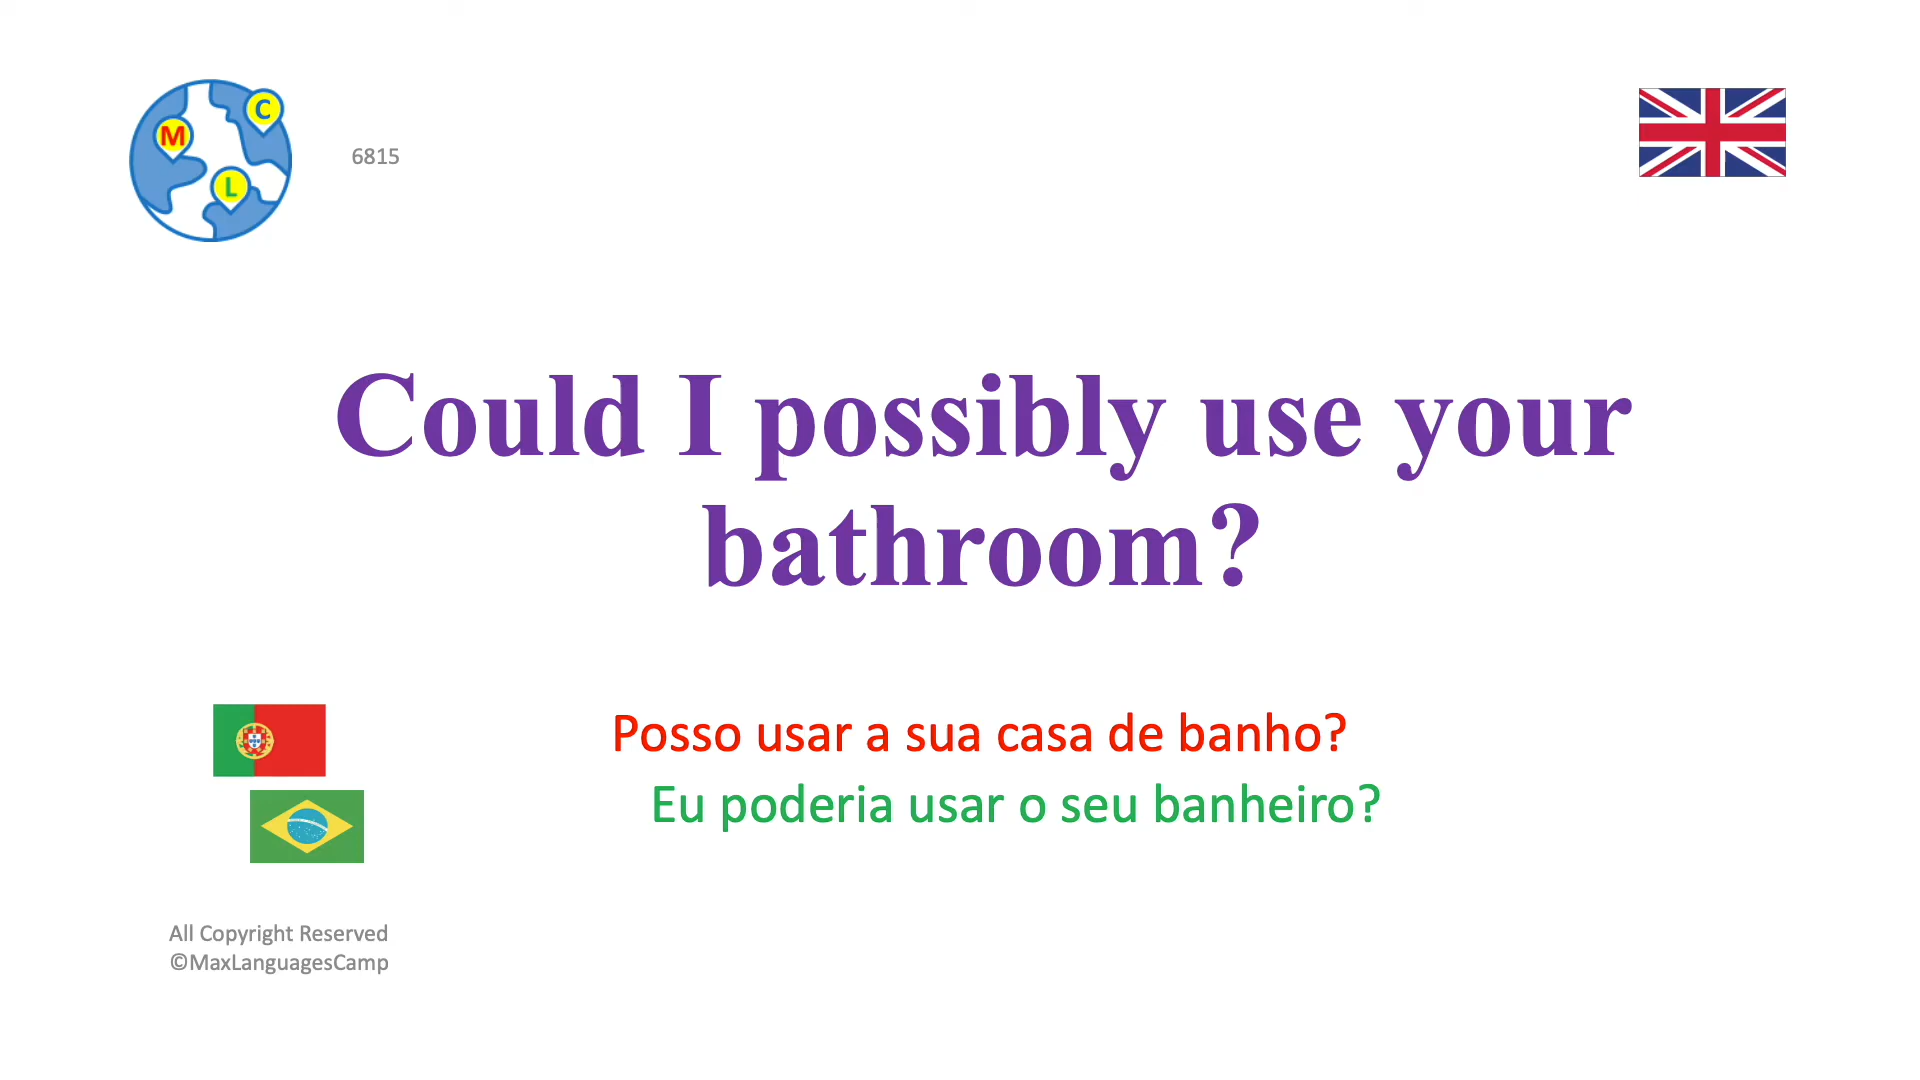 M
C
L
6815
Could I possibly use your
bathroom?
Posso usar a sua casa de banho?
Eu poderia usar o seu banheiro?
All Copyright Reserved
©MaxLanguagesCamp